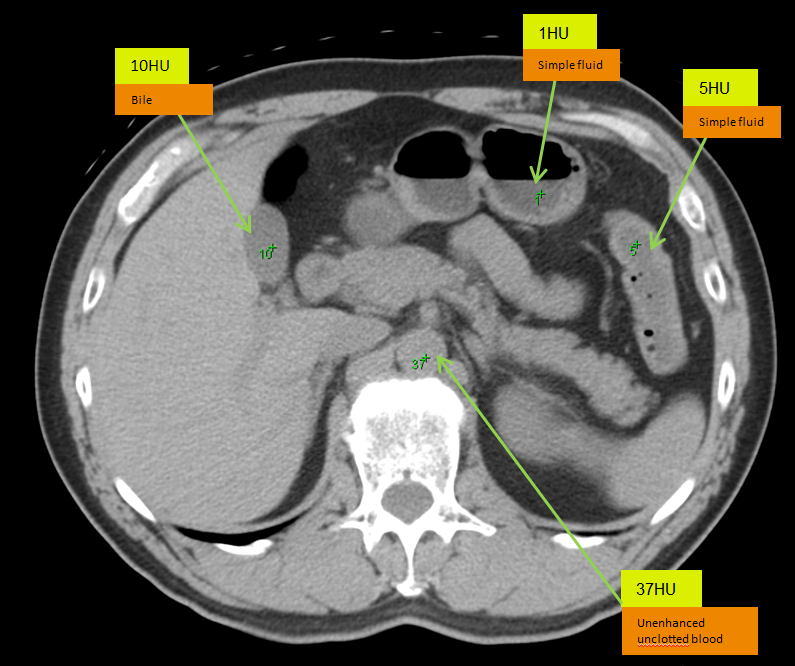 1HU
Simple fluid
10HU
Bile
5HU
Simple fluid
1
5
10
37
37HU
Unenhanced
unclotted blood